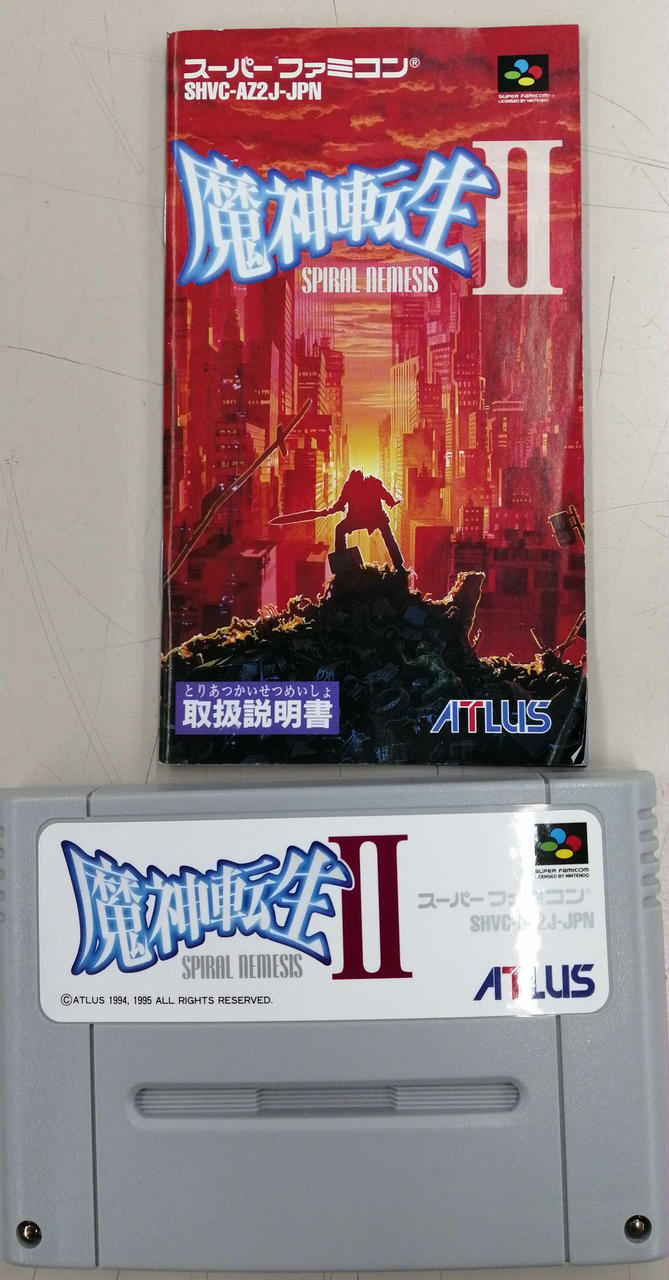 スーパーファミコン®
SHVC-AZ2J-JPN
SUPER FAMICOM
LICENSED BY NINTENDO
魔神転生II
SPIRAL NEMESIS
とりあつかいせつめいしょ
取扱説明書
ATLUS
魔神転生II
SPIRAL NEMESIS
©ATLUS 1994, 1995 ALL RIGHTS RESERVED.
SUPER FAMICOM
LICENSED BY NINTENDO
スーパーファミコン®
SHVC-AZ2J-JPN
ATLUS